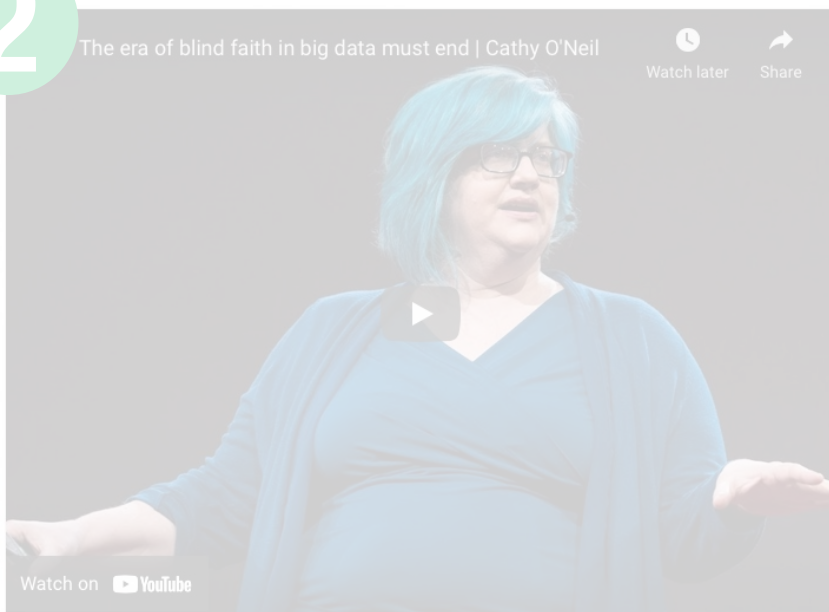 2
The era of blind faith in big data must end | Cathy O'Neil
Watch later
Share
Watch on YouTube